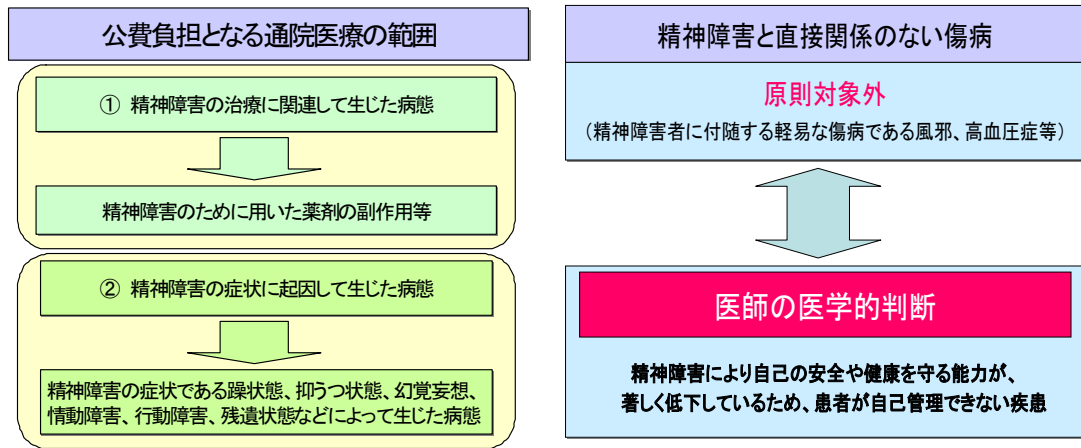 公費負担となる通院医療の範囲
① 精神障害の治療に関連して生じた病態
精神障害のために用いた薬剤の副作用等
② 精神障害の症状に起因して生じた病態
精神障害の症状である躁状態、抑うつ状態、幻覚妄想、
情動障害、行動障害、残遺状態などによって生じた病態
精神障害と直接関係のない傷病
原則対象外
（精神障害者に付随する軽易な傷病である風邪、高血圧症等）
医師の医学的判断
精神障害により自己の安全や健康を守る能力が、
著しく低下しているため、患者が自己管理できない疾患